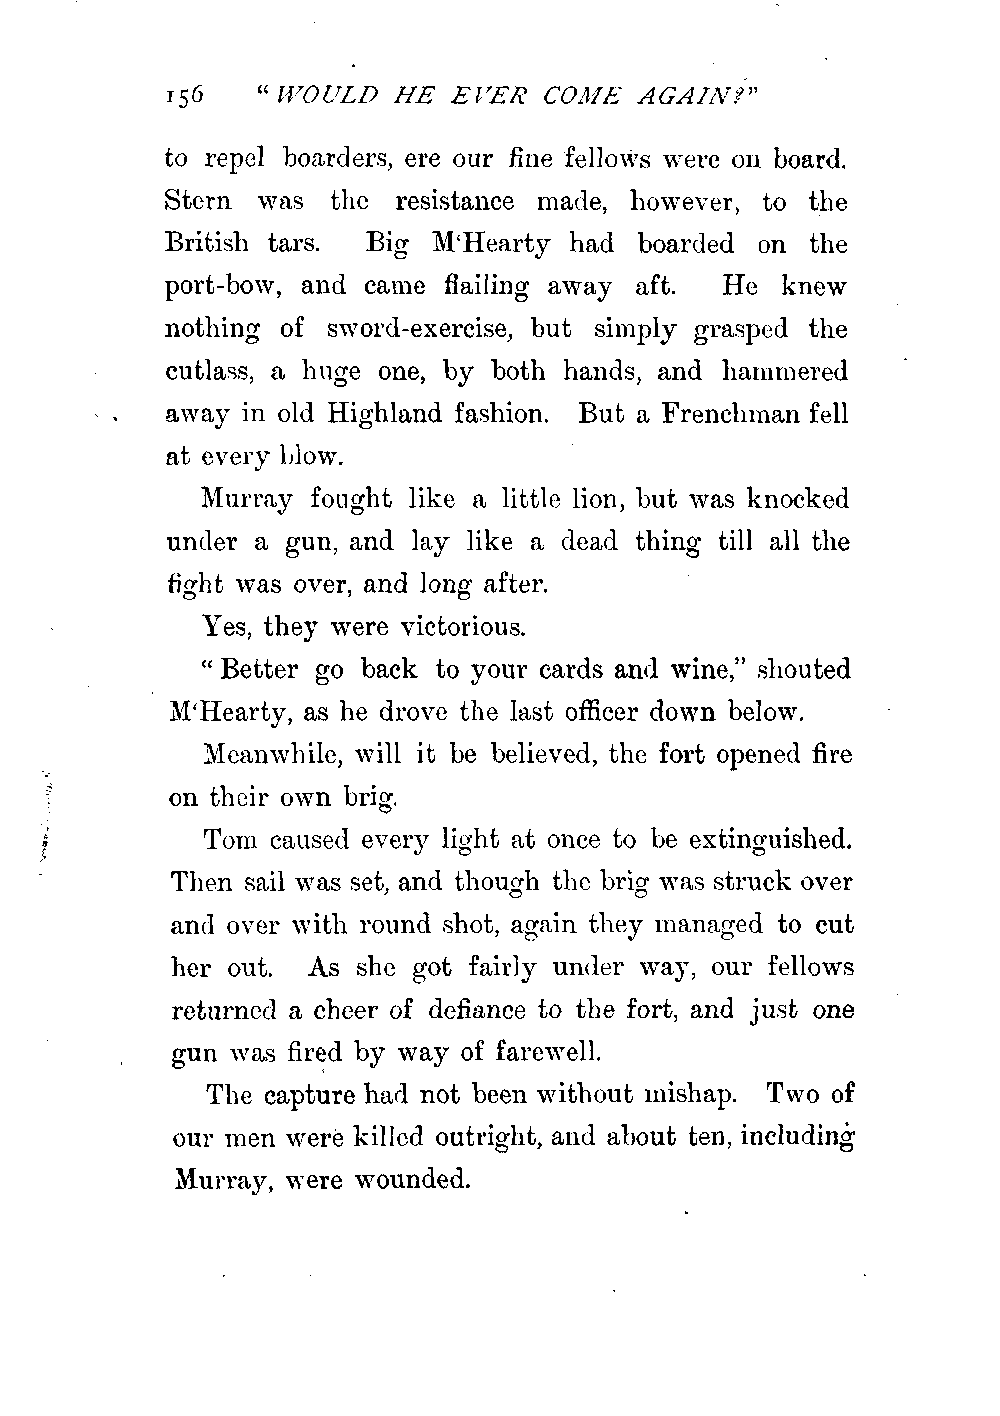 156 “WOULD HE EVER COME AGAIN?”
to repel boarders, ere our fine fellows were on board.
Stern was the resistance made, however, to the
British tars. Big M‘Hearty had boarded on the
port-bow, and came flailing away aft. He knew
nothing of sword-exercise, but simply grasped the
cutlass, a huge one, by both hands, and hammered
away in old Highland fashion. But a Frenchman fell
at every blow.
Murray fought like a little lion, but was knocked
under a gun, and lay like a dead thing till all the
fight was over, and long after.
Yes, they were victorious.
“Better go back to your cards and wine,” shouted
M‘Hearty, as he drove the last officer down below.
Meanwhile, will it be believed, the fort opened fire
on their own brig.
Tom caused every light at once to be extinguished.
Then sail was set, and though the brig was struck over
and over with round shot, again they managed to cut
her out. As she got fairly under way, our fellows
returned a cheer of defiance to the fort, and just one
gun was fired by way of farewell.
The capture had not been without mishap. Two of
our men were killed outright, and about ten, including
Murray, were wounded.